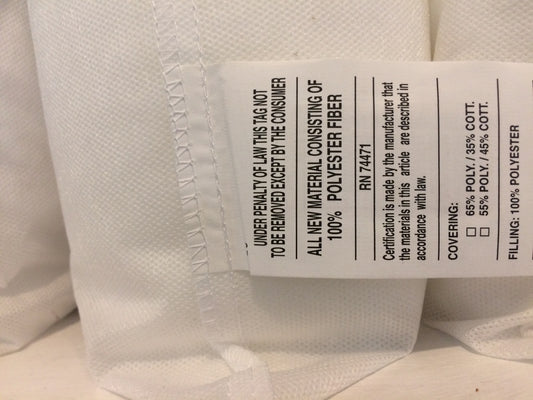 UNDER PENALTY OF LAW THIS TAG NOT
TO BE REMOVED EXCEPT BY THE CONSUMER
ALL NEW MATERIAL CONSISTING OF
100% POLYESTER FIBER
RN 74471
Certification is made by the manufacturer that
the materials in this article are described in
accordance with law.
COVERING:
☐ 65% POLY. / 35% COTT.
☐ 55% POLY. / 45% COTT.
FILLING: 100% POLYESTER